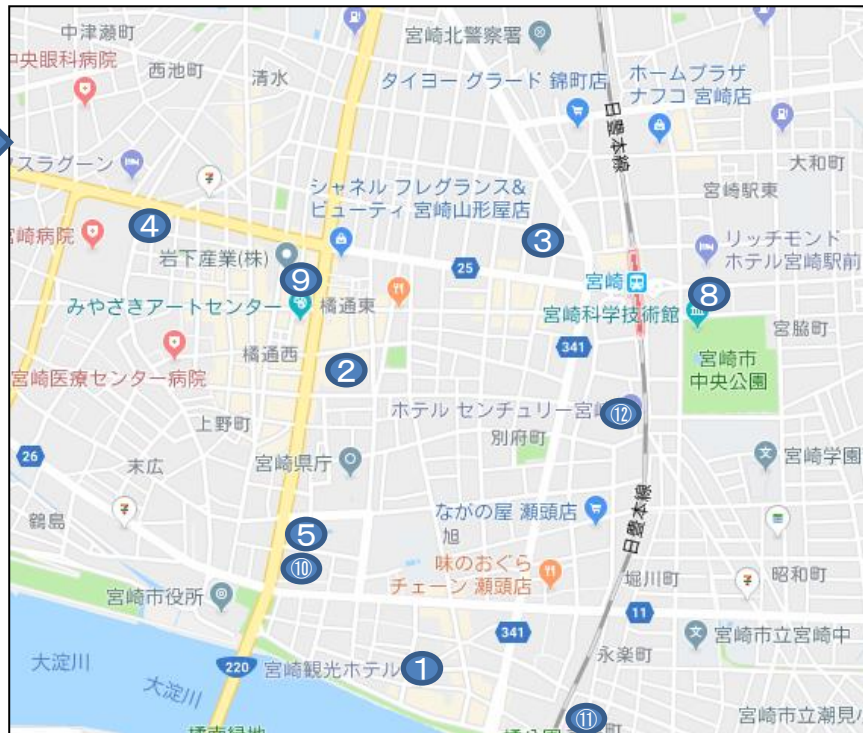 中津瀬町
宮崎北警察署
中央眼科病院
西池町
清水
タイヨー グラード 錦町店
ホームプラザ
ナフコ 宮崎店
日豊本線
大和町
スラグーン
宮崎駅東
シャネル フレグランス&
ビューティ 宮崎山形屋店
④
③
宮崎病院
岩下産業(株)
リッチモンド
ホテル宮崎駅前
25
宮崎
⑨
⑧
みやざきアートセンター
橘通東
宮崎科学技術館
宮脇町
341
橘通西
②
宮崎市
中央公園
宮崎医療センター病院
ホテル センチュリー宮崎
⑫
上野町
別府町
26
末広
宮崎県庁
宮崎学園
ながの屋 瀬頭店
日豊本線
鶴島
⑤
旭
⑩
味のおぐら
チェーン 瀬頭店
堀川町
昭和町
宮崎市役所
11
341
宮崎市立宮崎中
大淀川
220
宮崎観光ホテル
①
永楽町
大淀川
⑪
町
宮崎市立潮見小
橘公園